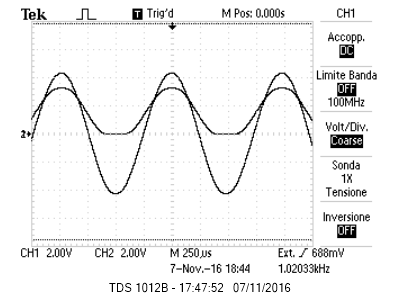 Tek T Trig'd M Pos: 0.000s CH1
Accopp.
DC
Limite Banda
OFF
100MHz
Volt/Div.
Coarse
2
Sonda
1X
Tensione
Inversione
OFF
CH1 2.00V CH2 2.00V M 250µs Ext. 688mV
7-Nov.-16 18:44 1.02033kHz
TDS 1012B - 17:47:52 07/11/2016